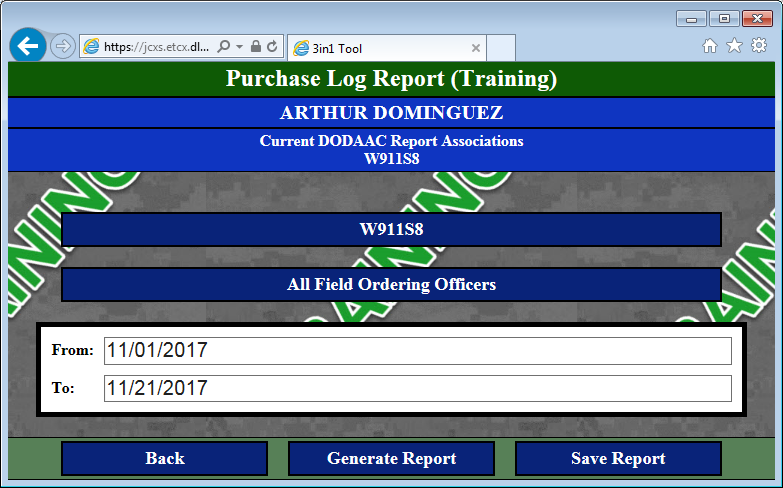 https://jcxs.etcx.dl...
3in1 Tool
Purchase Log Report (Training)
ARTHUR DOMINGUEZ
Current DODAAC Report Associations
W911S8
W911S8
All Field Ordering Officers
From: 11/01/2017
To: 11/21/2017
Back
Generate Report
Save Report